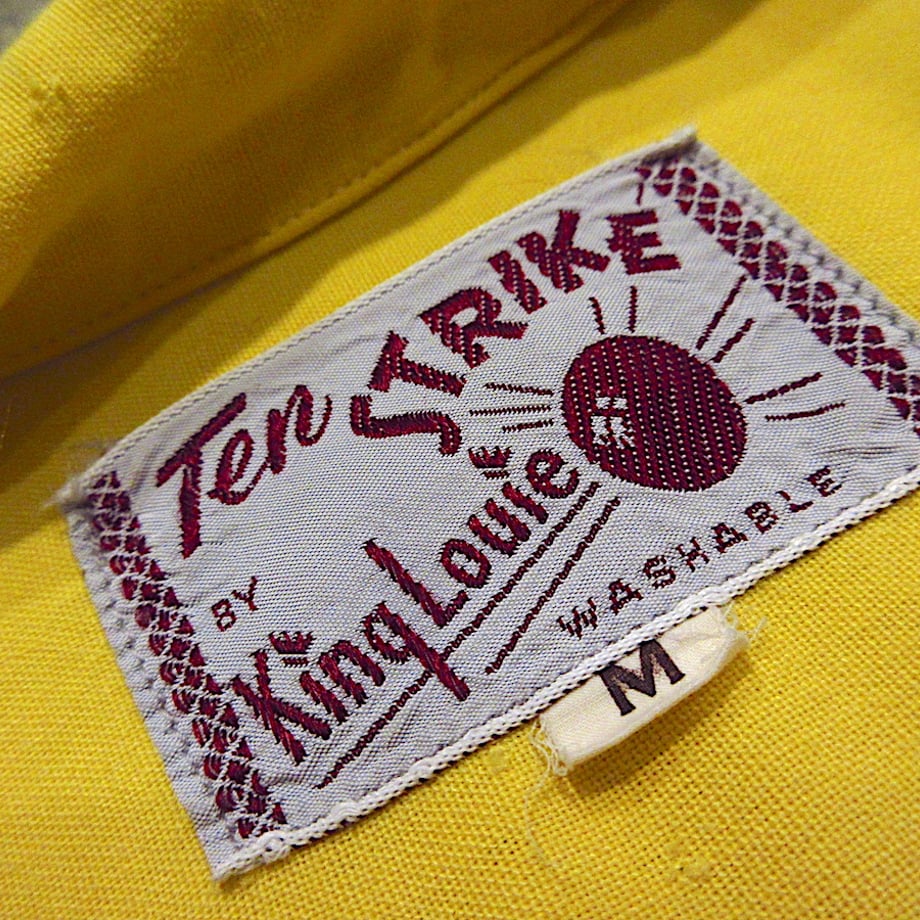 Ten STRIKE
BY
King Louie
WASHABLE
M